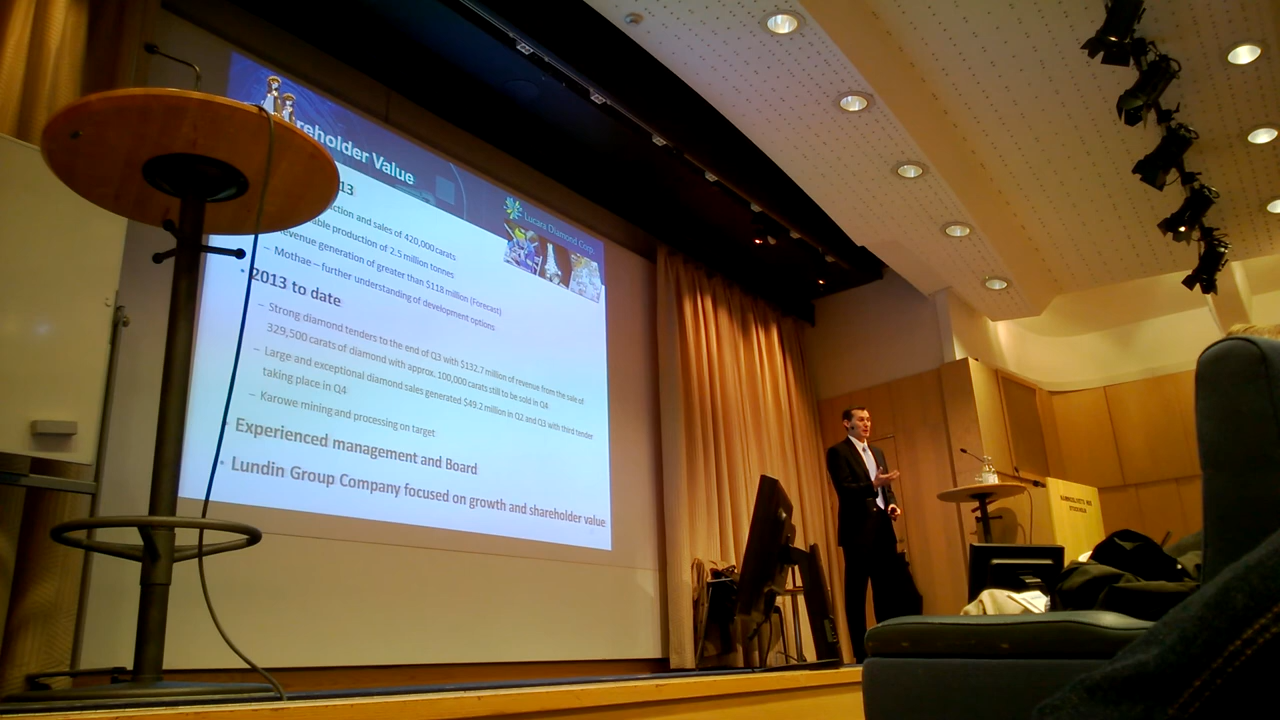 reholder Value
Lucara Diamond Corp.
13
ction and sales of 420,000 carats
able production of 2.5 million tonnes
evenue generation of greater than $118 million (Forecast)
– Mothae – further understanding of development options
• 2013 to date
– Strong diamond tenders to the end of Q3 with $132.7 million of revenue from the sale of
329,500 carats of diamond with approx. 100,000 carats still to be sold in Q4
– Large and exceptional diamond sales generated $49.2 million in Q2 and Q3 with third tender
taking place in Q4
– Karowe mining and processing on target
• Experienced management and Board
• Lundin Group Company focused on growth and shareholder value
STOCKHOLM